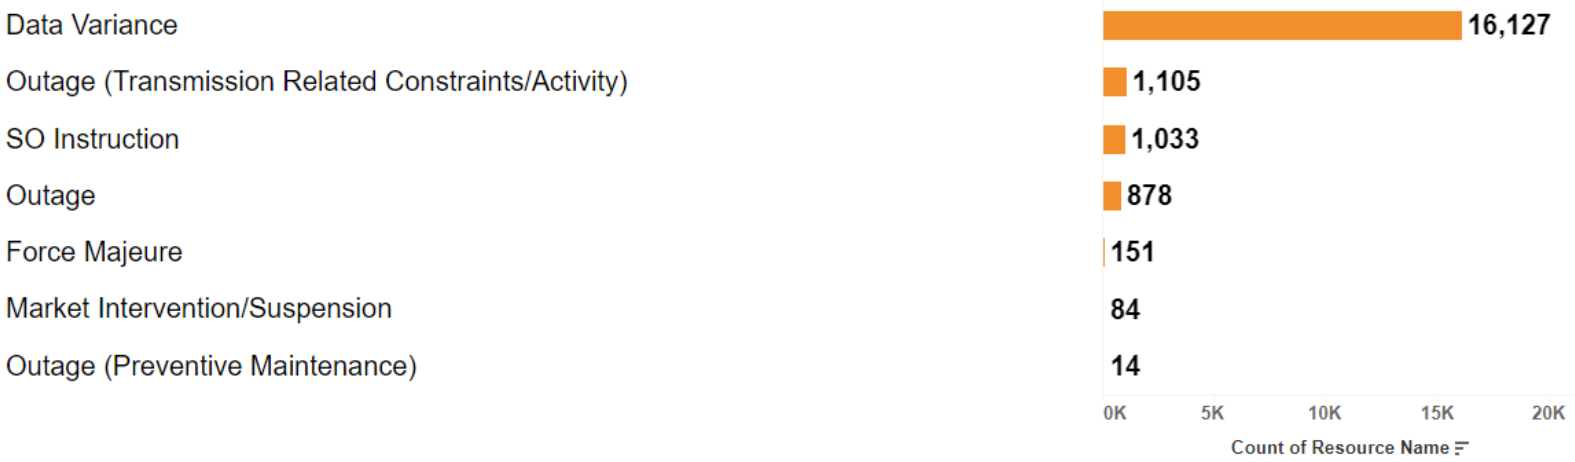 Data Variance 16,127
Outage (Transmission Related Constraints/Activity) 1,105
SO Instruction 1,033
Outage 878
Force Majeure 151
Market Intervention/Suspension 84
Outage (Preventive Maintenance) 14
0K 5K 10K 15K 20K
Count of Resource Name